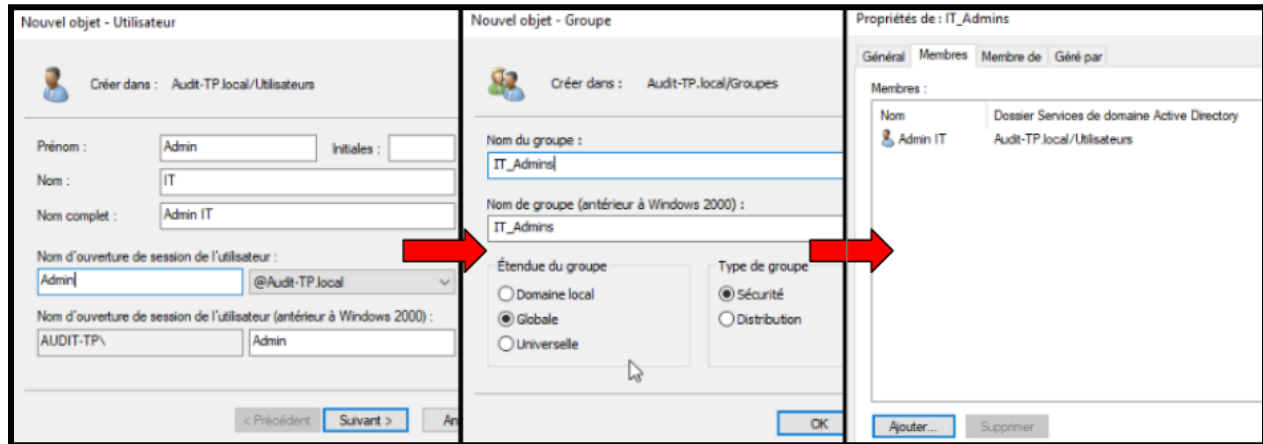 Nouvel objet - Utilisateur
Créer dans : Audit-TP.local/Utilisateurs
Prénom : Admin Initiales :
Nom : IT
Nom complet : Admin IT
Nom d'ouverture de session de l'utilisateur :
Admin @Audit-TP.local
Nom d'ouverture de session de l'utilisateur (antérieur à Windows 2000) :
AUDIT-TP\ Admin
< Précédent Suivant > An
Nouvel objet - Groupe
Créer dans : Audit-TP.local/Groupes
Nom du groupe :
IT_Admins
Nom de groupe (antérieur à Windows 2000) :
IT_Admins
Étendue du groupe
Domaine local
Globale
Universelle
Type de groupe
Sécurité
Distribution
OK
Propriétés de : IT_Admins
Général Membres Membre de Géré par
Membres :
Nom Dossier Services de domaine Active Directory
Admin IT Audit-TP.local/Utilisateurs
Ajouter... Supprimer